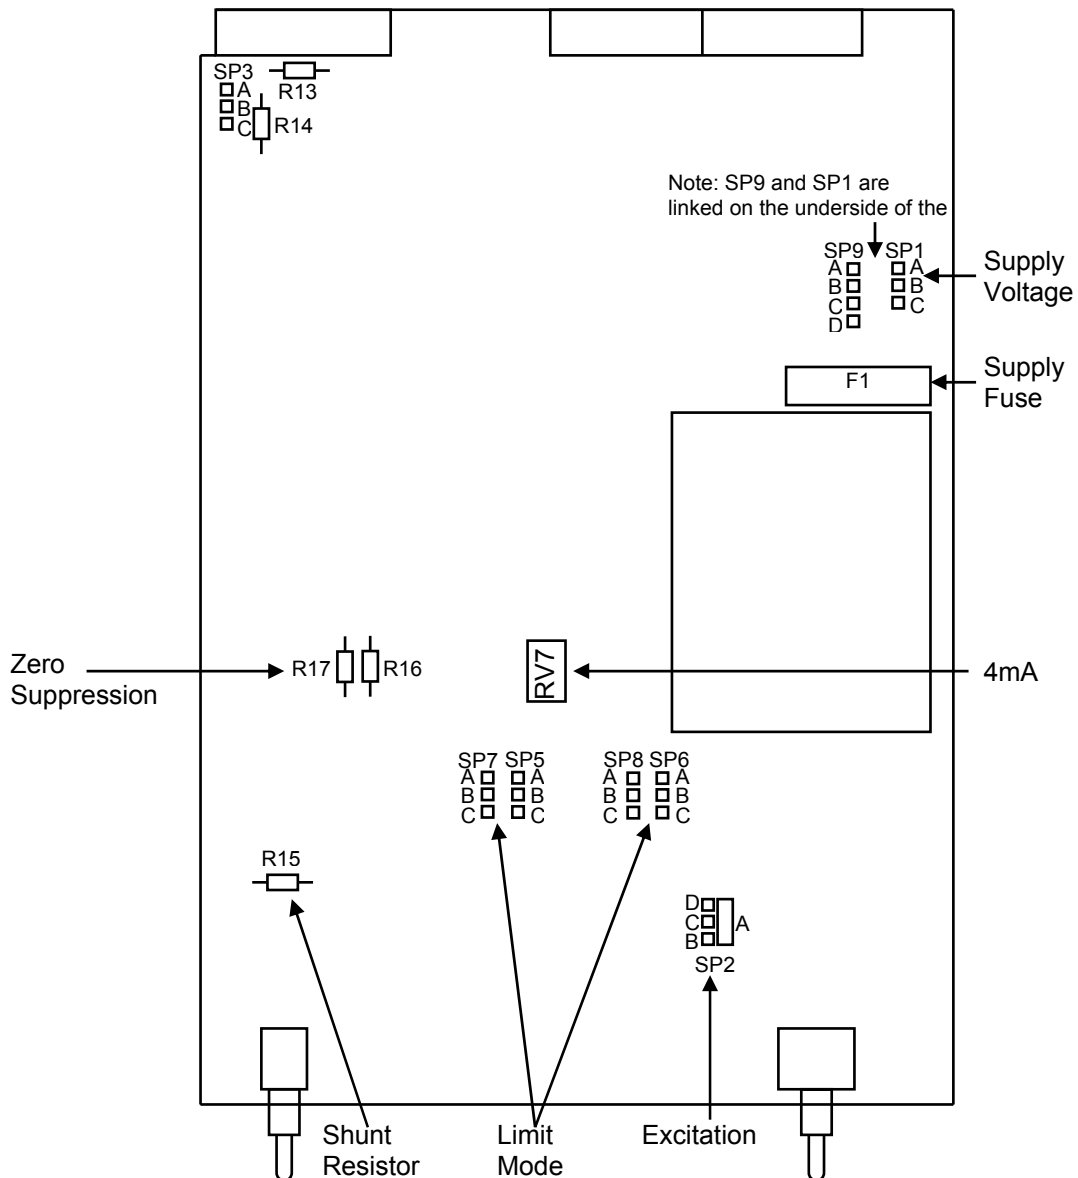 SP3
A
B
C
R13
R14
Note: SP9 and SP1 are
linked on the underside of the
SP9 SP1
A A
B B
C C
D
Supply
Voltage
F1
Supply
Fuse
Zero
Suppression
R17 R16
RV7
4mA
SP7 SP5 SP8 SP6
A A A A
B B B B
C C C C
R15
D
C
B
A
SP2
Shunt
Resistor
Limit
Mode
Excitation